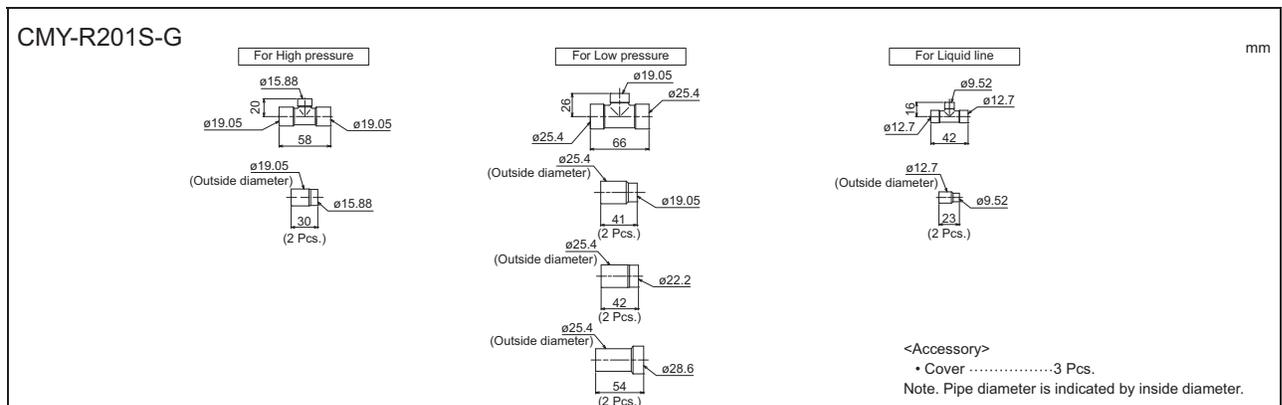 CMY-R201S-G
mm
For High pressure
ø15.88
20
ø19.05
ø19.05
58
ø19.05
(Outside diameter)
ø15.88
30
(2 Pcs.)
For Low pressure
ø19.05
26
ø25.4
ø25.4
66
ø25.4
(Outside diameter)
ø19.05
41
(2 Pcs.)
ø25.4
(Outside diameter)
ø22.2
42
(2 Pcs.)
ø25.4
(Outside diameter)
ø28.6
54
(2 Pcs.)
For Liquid line
ø9.52
16
ø12.7
ø12.7
42
ø12.7
(Outside diameter)
ø9.52
23
(2 Pcs.)
<Accessory>
• Cover ·················3 Pcs.
Note. Pipe diameter is indicated by inside diameter.